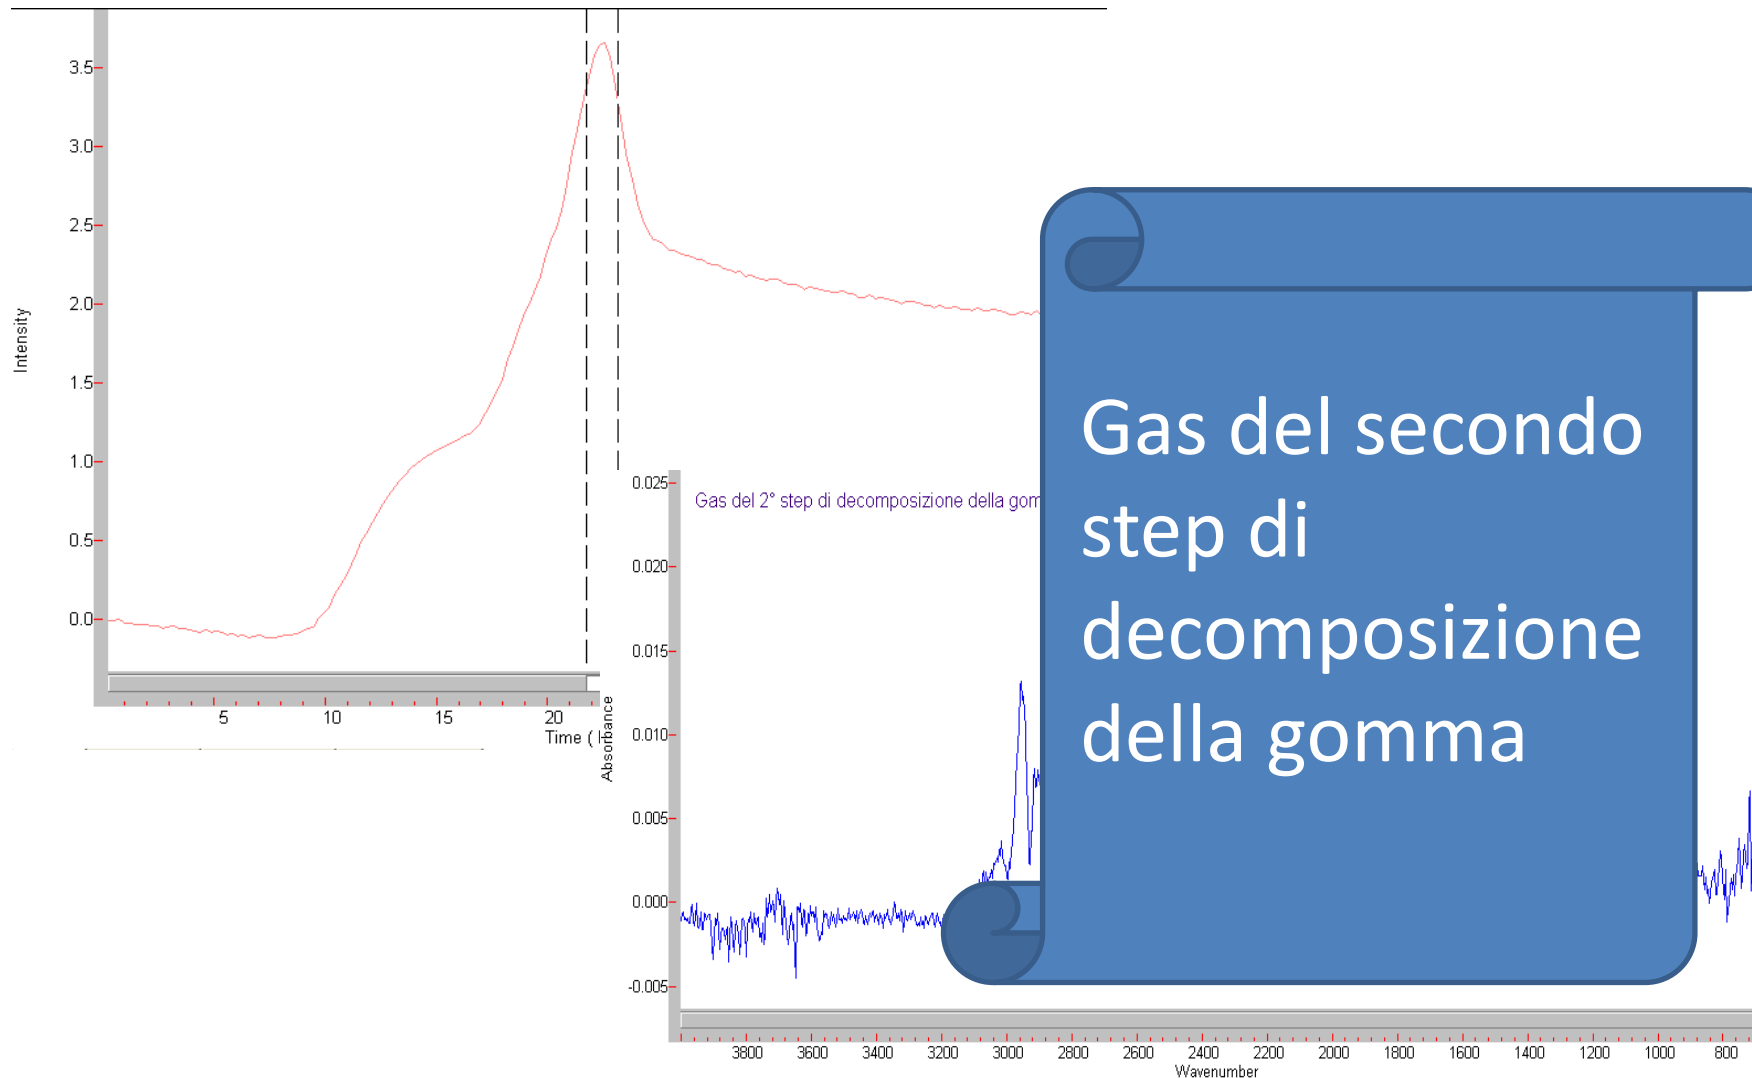 3.5
3.0
2.5
2.0
1.5
1.0
0.5
0.0
Intensity
5 10 15 20
Time (
0.025
0.020
0.015
0.010
0.005
0.000
-0.005
Absorbance
Gas del 2° step di decomposizione della gom
3800 3600 3400 3200 3000 2800 2600 2400 2200 2000 1800 1600 1400 1200 1000 800
Wavenumber
Gas del secondo
step di
decomposizione
della gomma